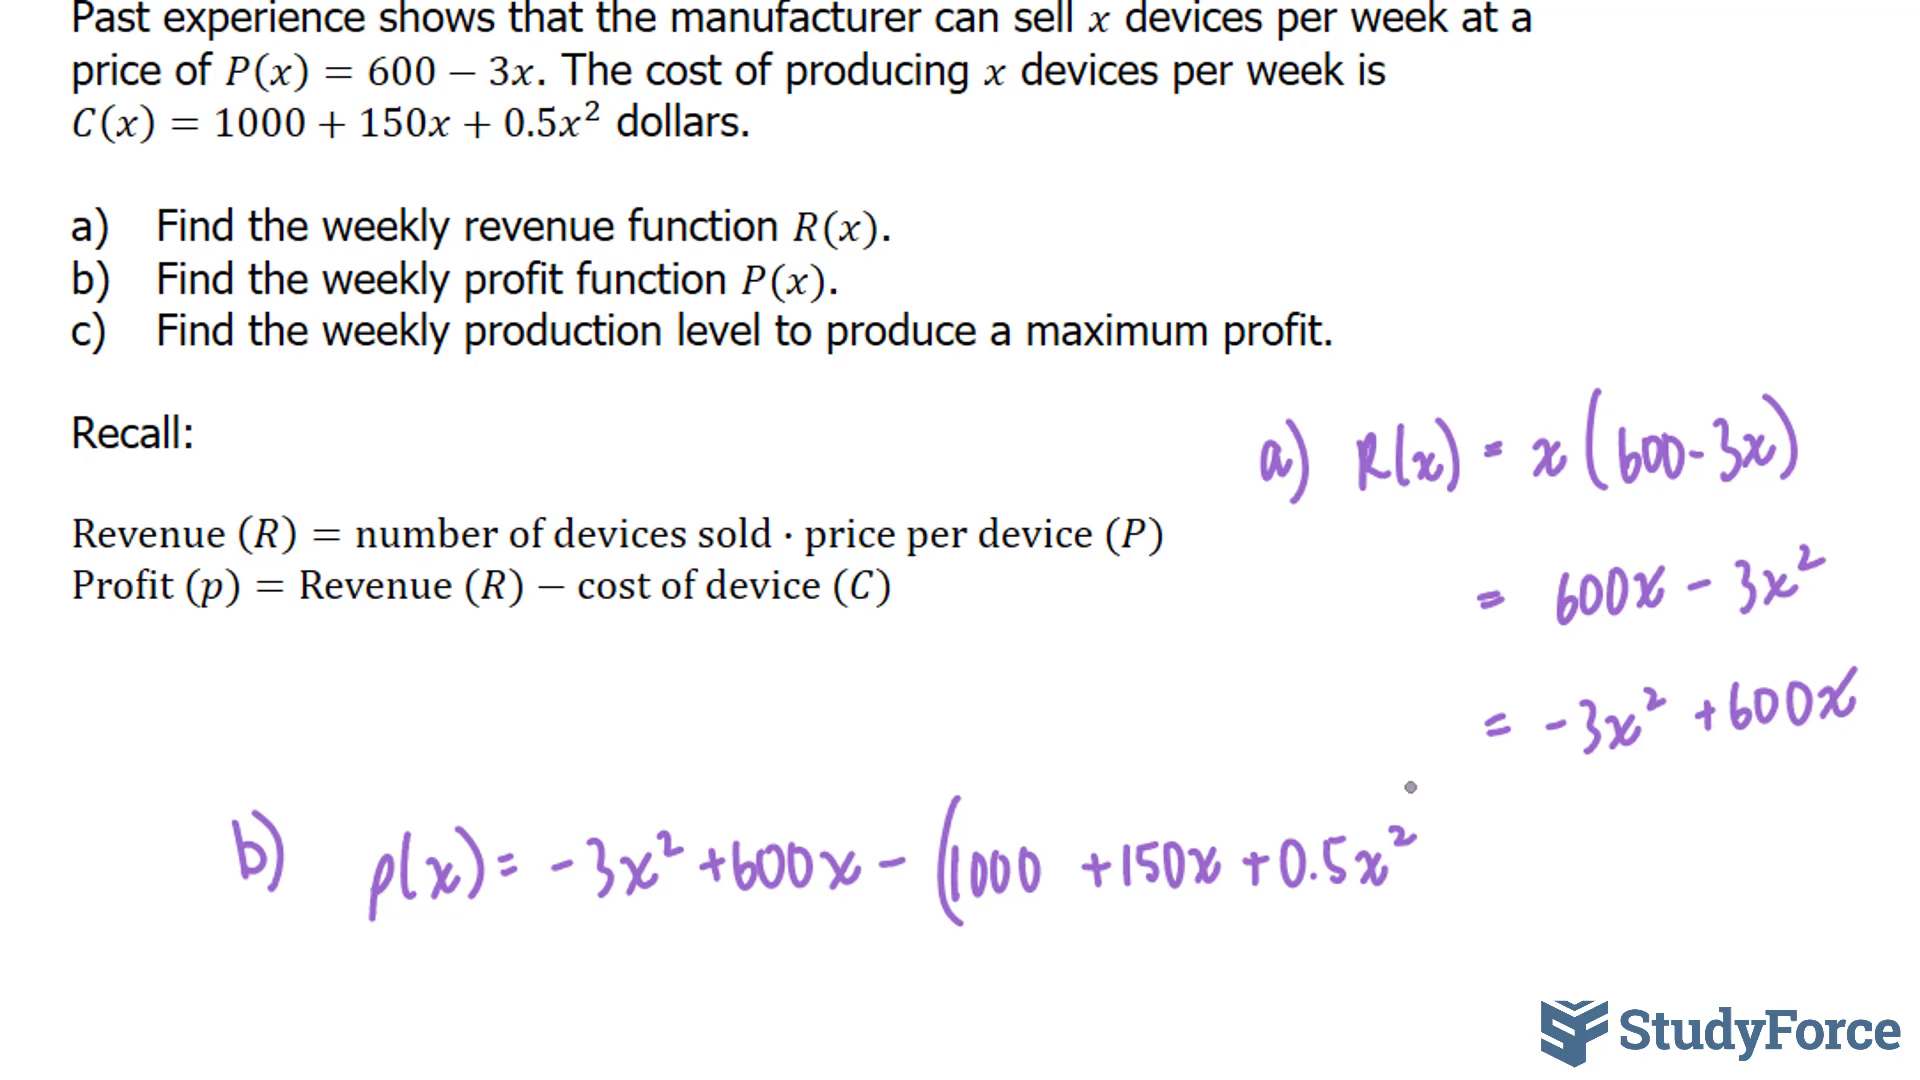 Past experience shows that the manufacturer can sell x devices per week at a
price of P(x) = 600 − 3x. The cost of producing x devices per week is
C(x) = 1000 + 150x + 0.5x² dollars.
a) Find the weekly revenue function R(x).
b) Find the weekly profit function P(x).
c) Find the weekly production level to produce a maximum profit.
Recall:
Revenue (R) = number of devices sold · price per device (P)
Profit (p) = Revenue (R) − cost of device (C)
a) R(x) = x(600-3x)
= 600x - 3x²
= -3x² +600x
b) p(x) = -3x² +600x - (1000 +150x +0.5x²
StudyForce